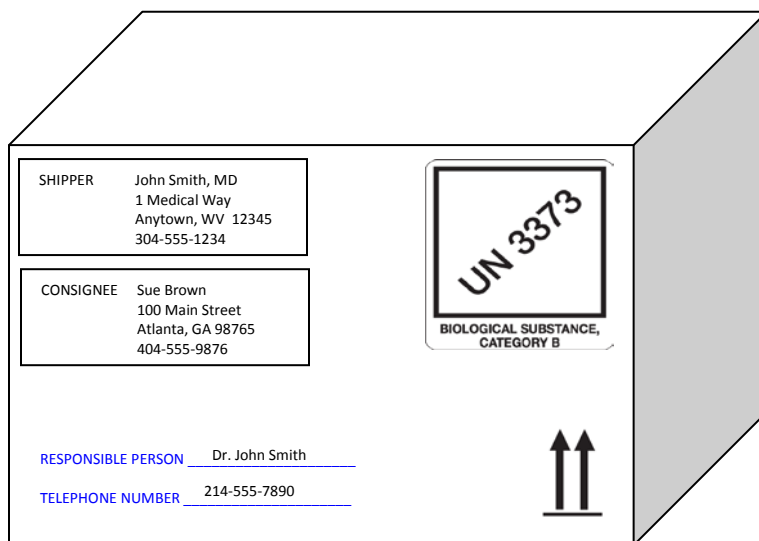 SHIPPER John Smith, MD
1 Medical Way
Anytown, WV 12345
304-555-1234
CONSIGNEE Sue Brown
100 Main Street
Atlanta, GA 98765
404-555-9876
UN 3373
BIOLOGICAL SUBSTANCE,
CATEGORY B
RESPONSIBLE PERSON Dr. John Smith
TELEPHONE NUMBER 214-555-7890